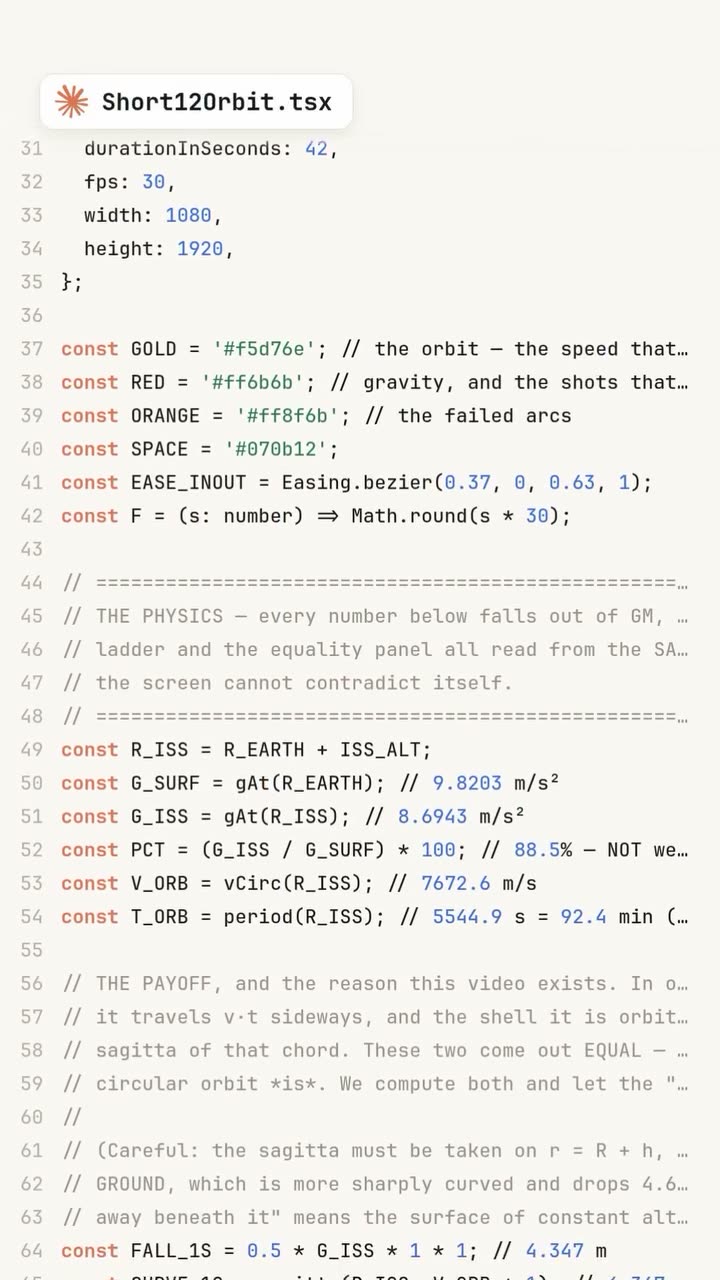 Short12Orbit.tsx
31 durationInSeconds: 42,
32 fps: 30,
33 width: 1080,
34 height: 1920,
35 };
36
37 const GOLD = '#f5d76e'; // the orbit — the speed that…
38 const RED = '#ff6b6b'; // gravity, and the shots that…
39 const ORANGE = '#ff8f6b'; // the failed arcs
40 const SPACE = '#070b12';
41 const EASE_INOUT = Easing.bezier(0.37, 0, 0.63, 1);
42 const F = (s: number) => Math.round(s * 30);
43
44 // ==================================================…
45 // THE PHYSICS — every number below falls out of GM, …
46 // ladder and the equality panel all read from the SA…
47 // the screen cannot contradict itself.
48 // ==================================================…
49 const R_ISS = R_EARTH + ISS_ALT;
50 const G_SURF = gAt(R_EARTH); // 9.8203 m/s²
51 const G_ISS = gAt(R_ISS); // 8.6943 m/s²
52 const PCT = (G_ISS / G_SURF) * 100; // 88.5% — NOT we…
53 const V_ORB = vCirc(R_ISS); // 7672.6 m/s
54 const T_ORB = period(R_ISS); // 5544.9 s = 92.4 min (…
55
56 // THE PAYOFF, and the reason this video exists. In o…
57 // it travels v·t sideways, and the shell it is orbit…
58 // sagitta of that chord. These two come out EQUAL — …
59 // circular orbit *is*. We compute both and let the "…
60 //
61 // (Careful: the sagitta must be taken on r = R + h, …
62 // GROUND, which is more sharply curved and drops 4.6…
63 // away beneath it" means the surface of constant alt…
64 const FALL_1S = 0.5 * G_ISS * 1 * 1; // 4.347 m